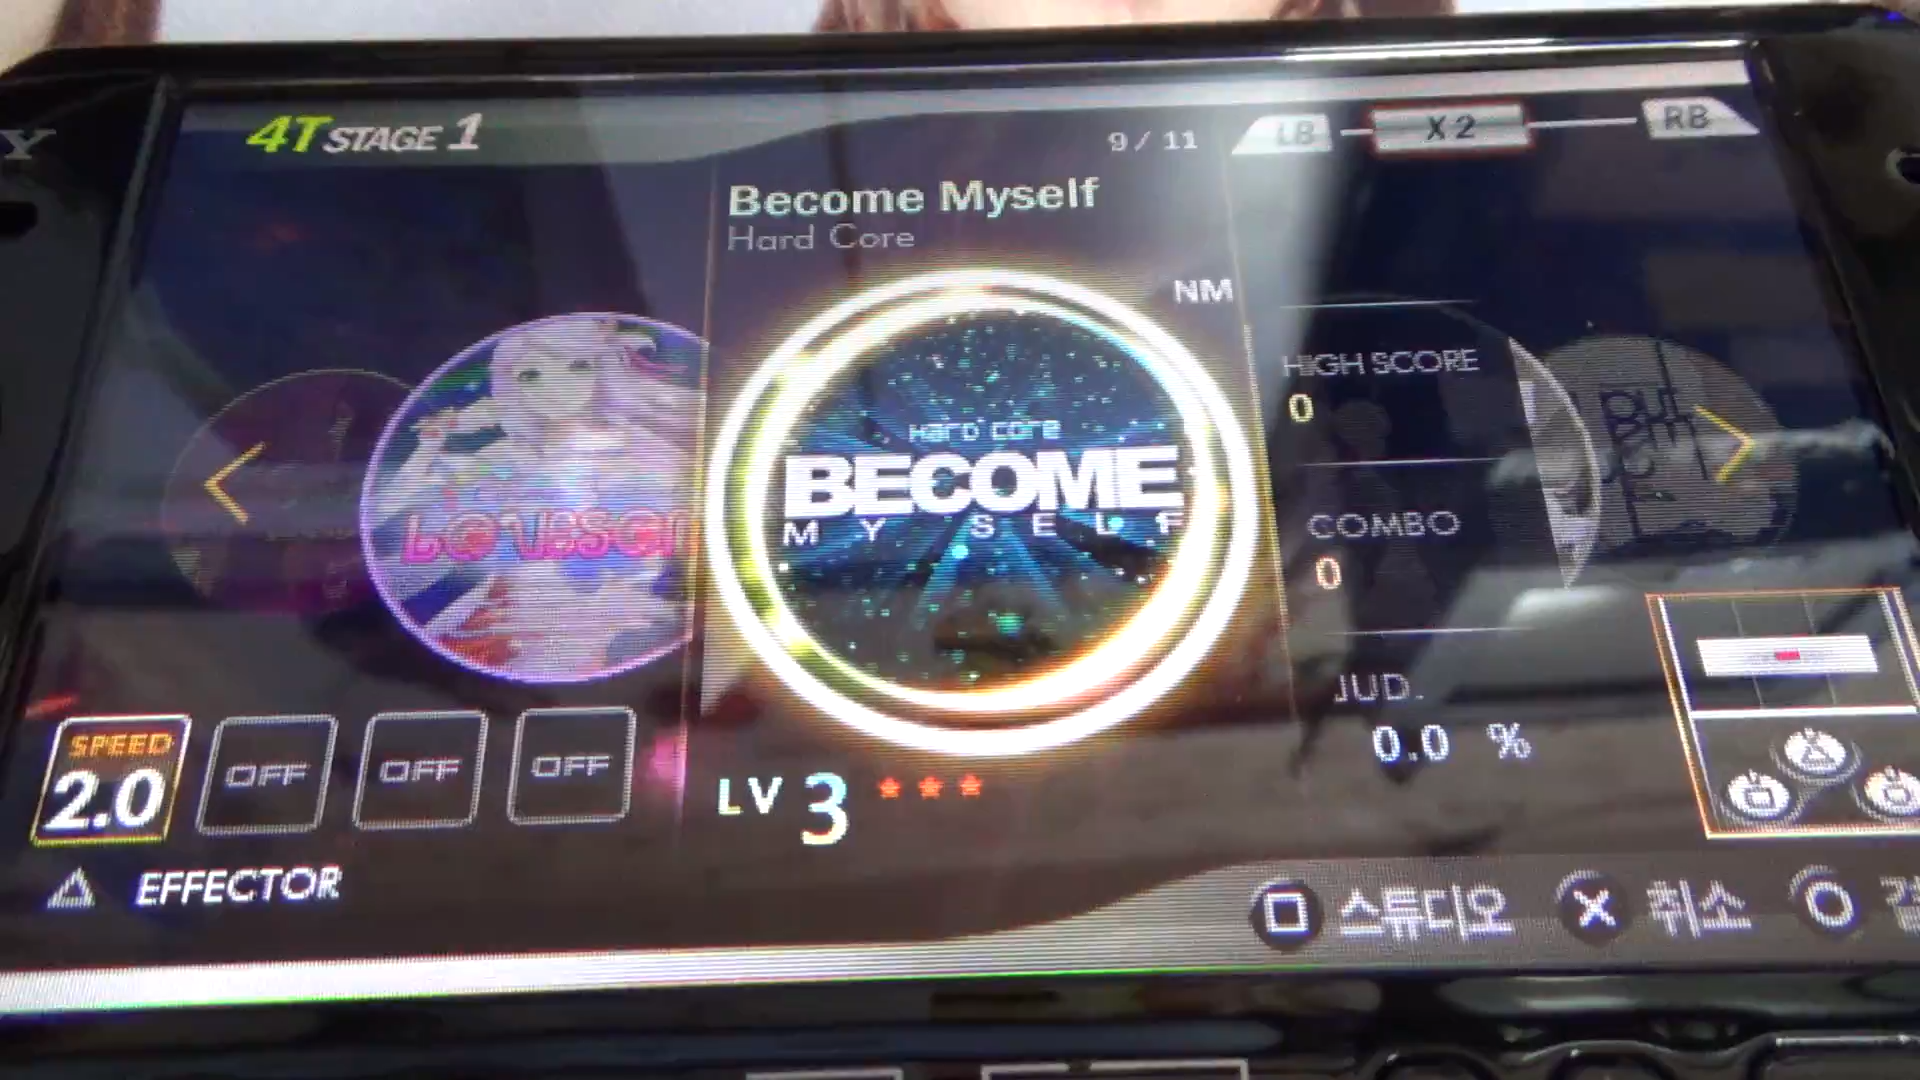 4T STAGE 1
9 / 11
LB
X 2
RB
Become Myself
Hard Core
NM
HIGH SCORE
0
COMBO
0
JUD.
0.0 %
Hard core
BECOME
MY SELF
SPEED
2.0
OFF
OFF
OFF
LV 3
EFFECTOR
스튜디오
취소